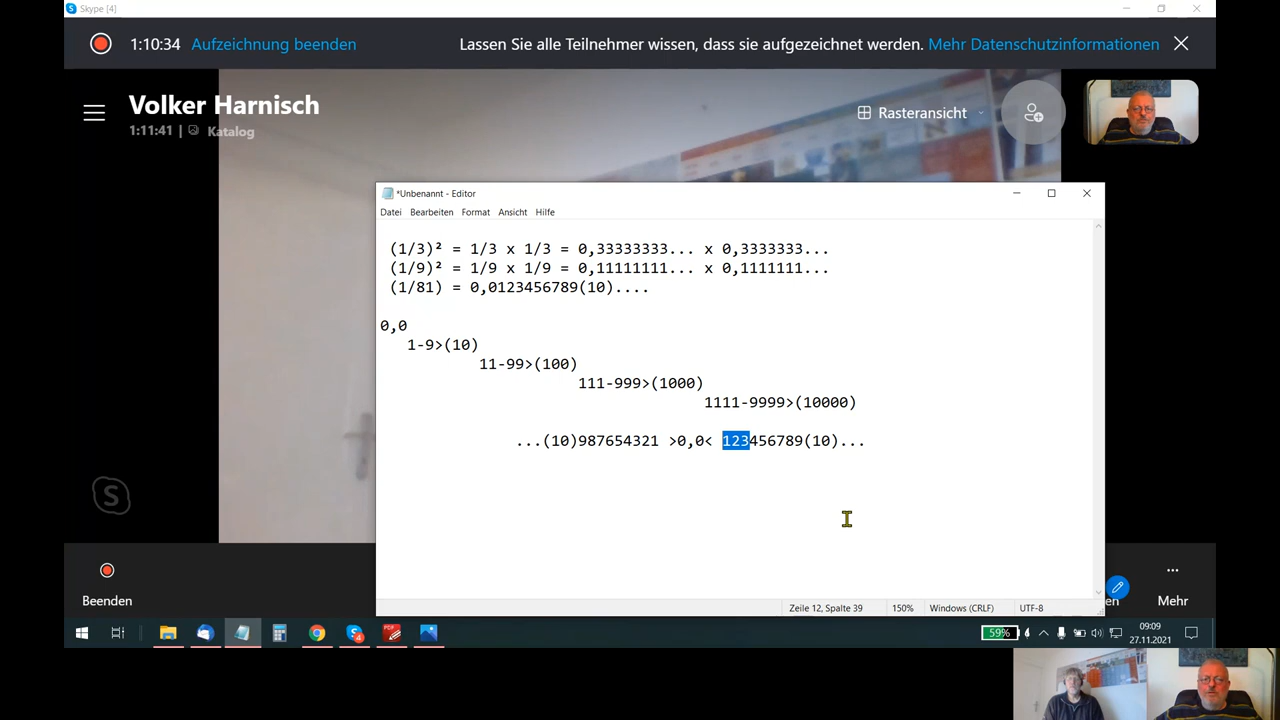 Skype [4]
1:10:34 Aufzeichnung beenden
Lassen Sie alle Teilnehmer wissen, dass sie aufgezeichnet werden. Mehr Datenschutzinformationen
Volker Harnisch
1:11:41 | Katalog
Rasteransicht
*Unbenannt - Editor
Datei Bearbeiten Format Ansicht Hilfe
(1/3)² = 1/3 x 1/3 = 0,33333333... x 0,3333333...
(1/9)² = 1/9 x 1/9 = 0,11111111... x 0,1111111...
(1/81) = 0,0123456789(10)....
0,0
1-9>(10)
11-99>(100)
111-999>(1000)
1111-9999>(10000)
...(10)987654321 >0,0< 123456789(10)...
Beenden
en
Mehr
Zeile 12, Spalte 39 150% Windows (CRLF) UTF-8
4
59%
09:09
27.11.2021